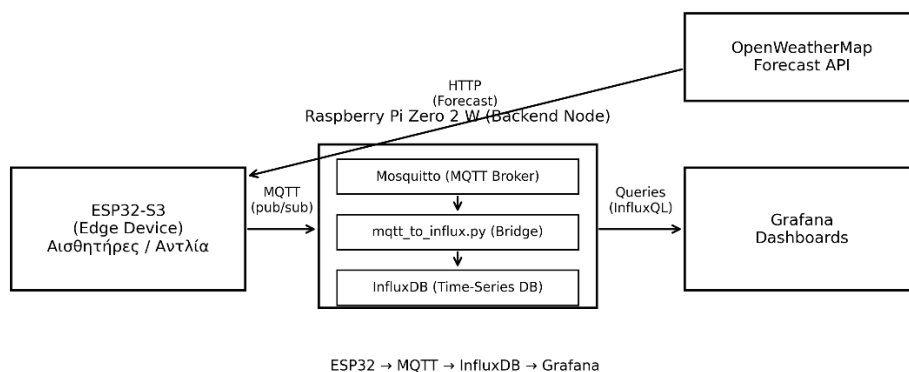 OpenWeatherMap
Forecast API
HTTP
(Forecast)
Raspberry Pi Zero 2 W (Backend Node)
ESP32-S3
(Edge Device)
Αισθητήρες / Αντλία
MQTT
(pub/sub)
Mosquitto (MQTT Broker)
mqtt_to_influx.py (Bridge)
InfluxDB (Time-Series DB)
Queries
(InfluxQL)
Grafana
Dashboards
ESP32 → MQTT → InfluxDB → Grafana